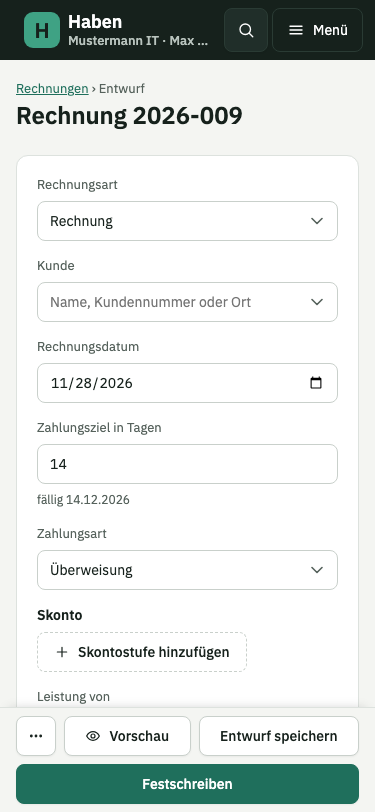 H
Haben
Mustermann IT · Max ...
Menü
Rechnungen › Entwurf
Rechnung 2026-009
Rechnungsart
Rechnung
Kunde
Name, Kundennummer oder Ort
Rechnungsdatum
11/28/2026
Zahlungsziel in Tagen
14
fällig 14.12.2026
Zahlungsart
Überweisung
Skonto
Skontostufe hinzufügen
Leistung von
Vorschau
Entwurf speichern
Festschreiben